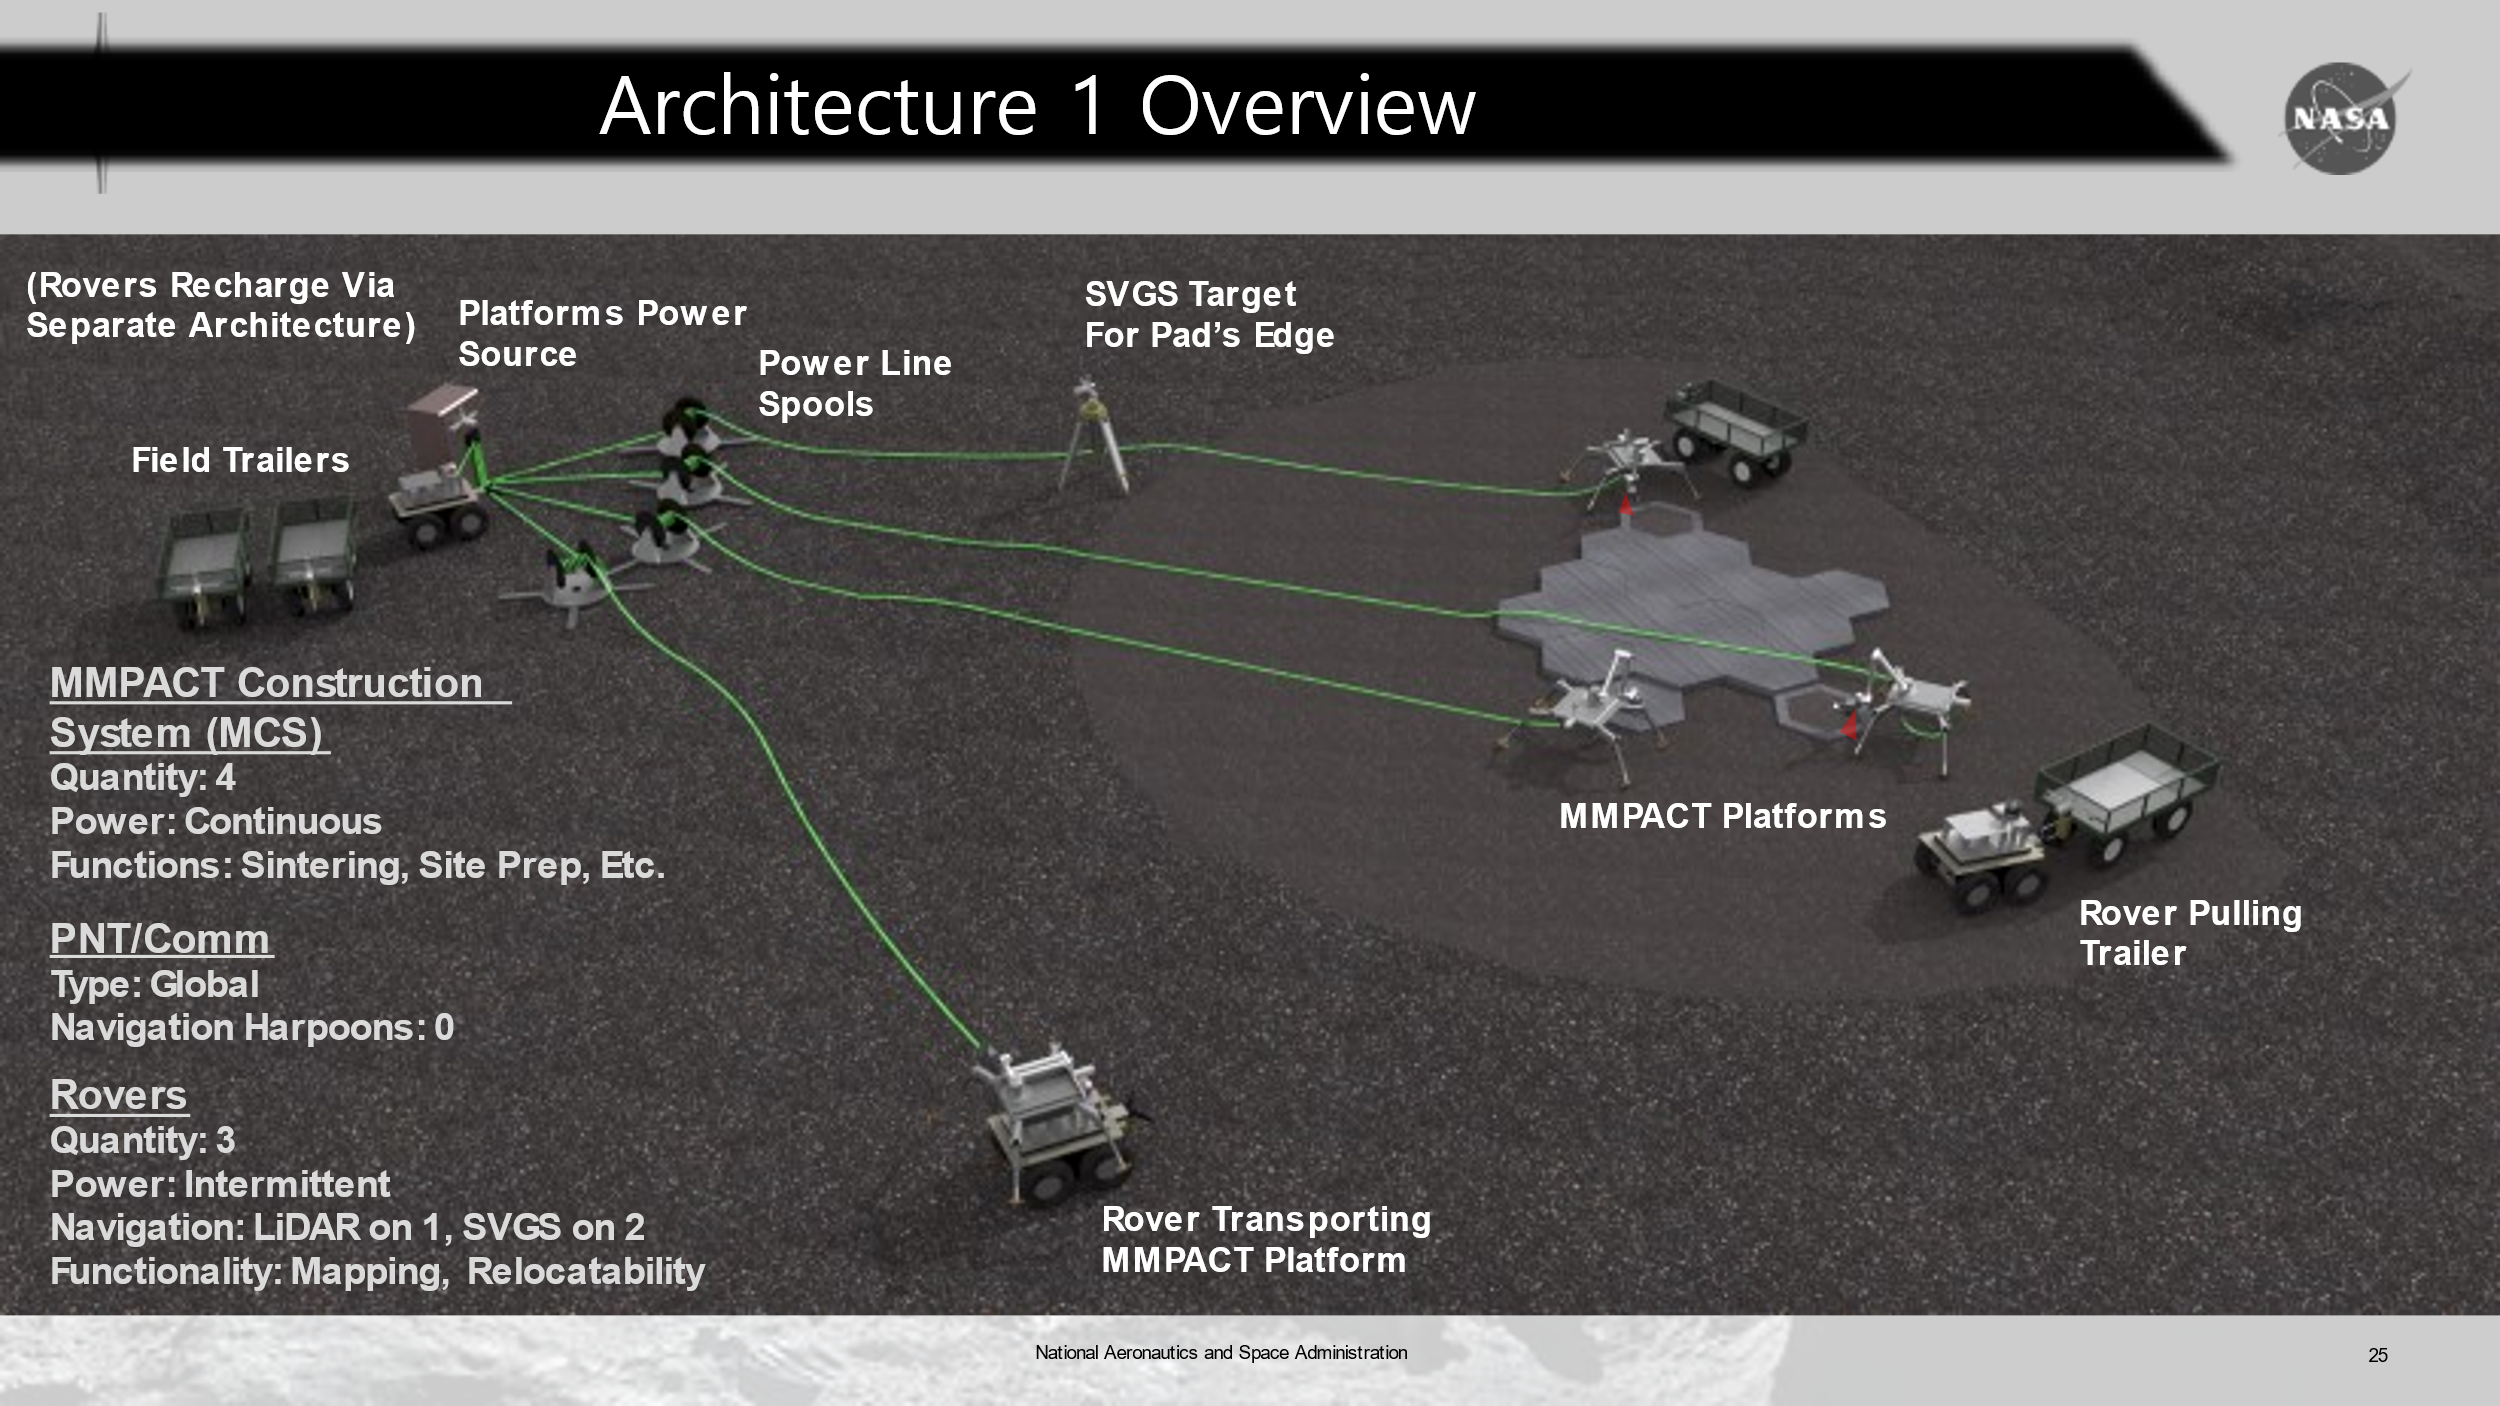 Architecture 1 Overview
NASA
(Rovers Recharge Via
Separate Architecture)
Platforms Power
Source
Power Line
Spools
SVGS Target
For Pad’s Edge
Field Trailers
MMPACT Construction
System (MCS)
Quantity: 4
Power: Continuous
Functions: Sintering, Site Prep, Etc.
PNT/Comm
Type: Global
Navigation Harpoons: 0
Rovers
Quantity: 3
Power: Intermittent
Navigation: LiDAR on 1, SVGS on 2
Functionality: Mapping, Relocatability
MMPACT Platforms
Rover Pulling
Trailer
Rover Transporting
MMPACT Platform
National Aeronautics and Space Administration
25